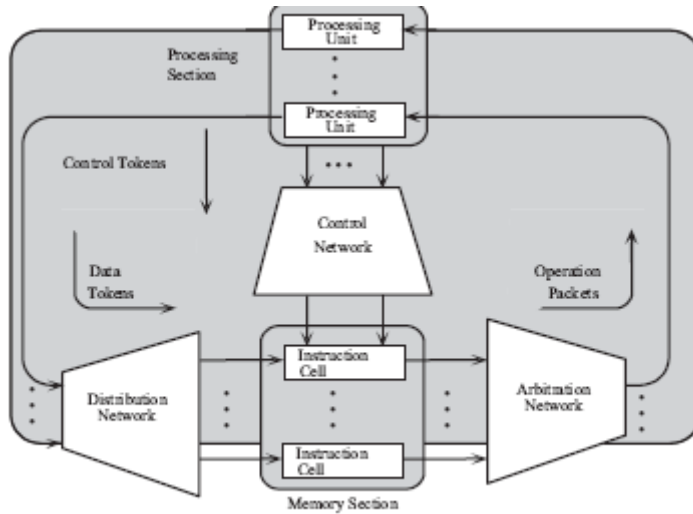 Processing
Unit
Processing
Section
Processing
Unit
Control Tokens
Control
Network
Data
Tokens
Operation
Packets
Instruction
Cell
Distribution
Network
Arbitration
Network
Instruction
Cell
Memory Section